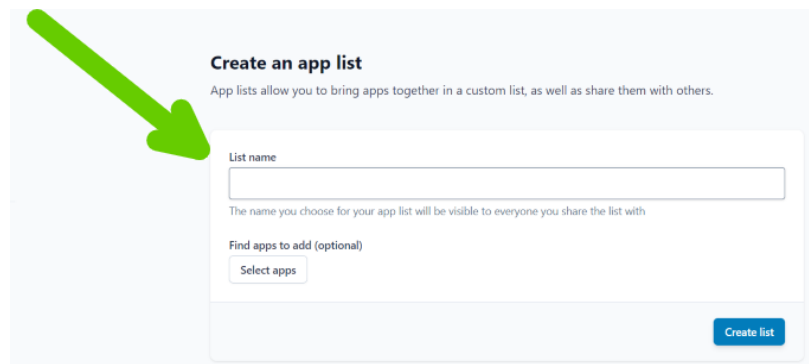 Create an app list
App lists allow you to bring apps together in a custom list, as well as share them with others.
List name
The name you choose for your app list will be visible to everyone you share the list with
Find apps to add (optional)
Select apps
Create list